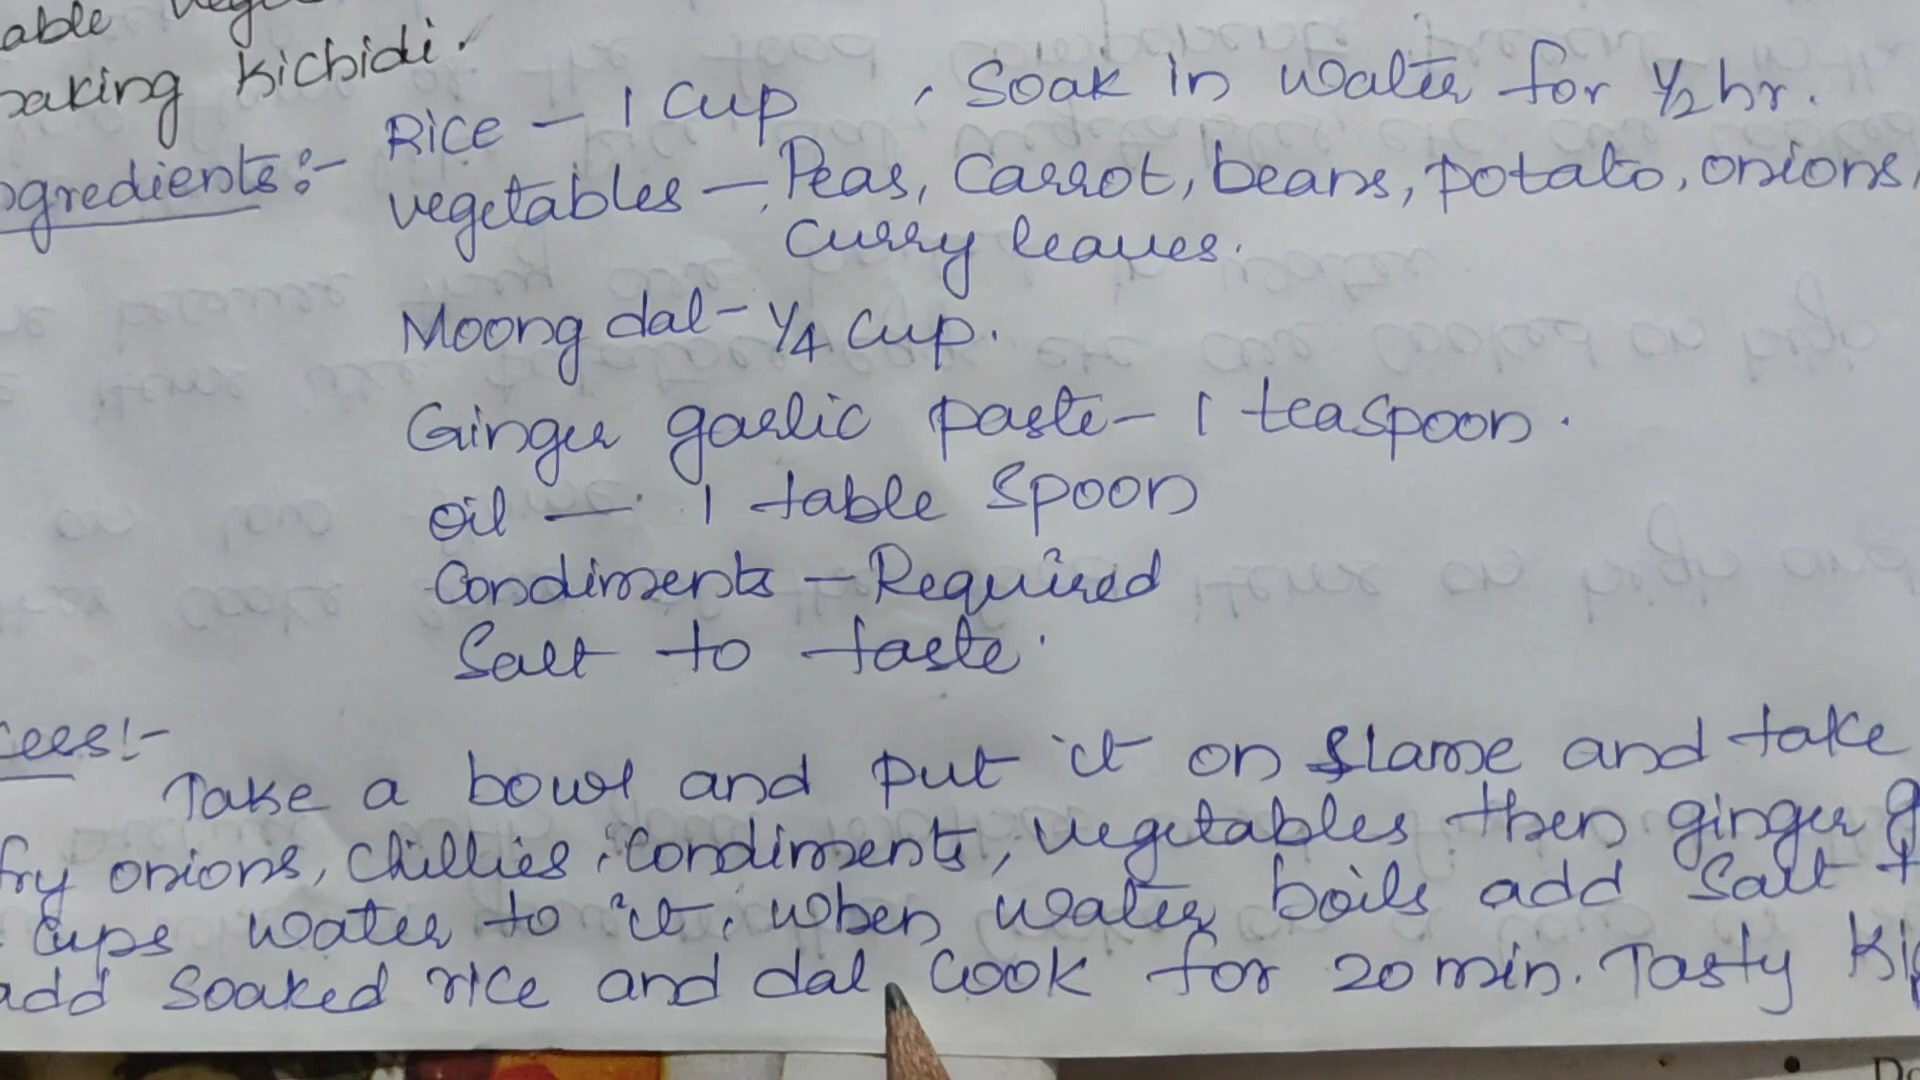 able
making Kichidi.
Rice - 1 cup, Soak in water for 1/2 hr.
Ingredients:-
vegetables - Peas, Carrot, beans, potato, onions,
Curry leaves.
Moong dal - 1/4 cup.
Ginger garlic paste - 1 teaspoon.
Oil - 1 table spoon
Condiments - Required
Salt to taste.
Take a bowl and put it on flame and take
fry onions, chillies, condiments, vegetables then ginger
cups water to it, when water boils add salt
add soaked rice and dal, cook for 20 min. Tasty